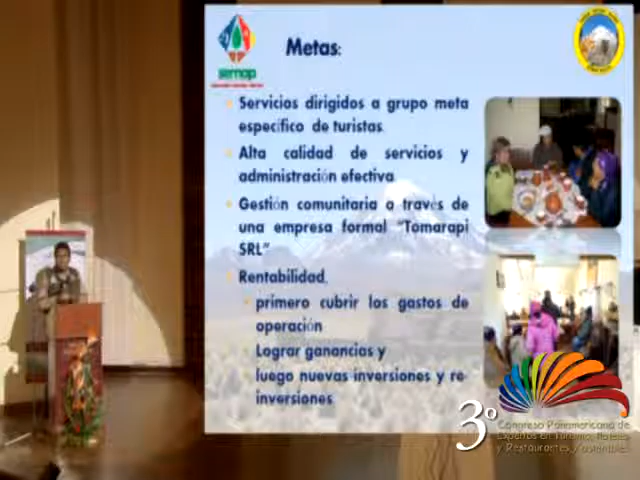 sernap
Metas:
Servicios dirigidos a grupo meta
específico de turistas.
Alta calidad de servicios y
administración efectiva.
Gestión comunitaria a través de
una empresa formal "Tomarapi
SRL"
Rentabilidad,
primero cubrir los gastos de
operación
Lograr ganancias y
luego nuevas inversiones y re-
inversiones.
3º
Congreso Panamericano de
Expertos en Turismo, Hoteles
y Restaurantes y Sostenibles